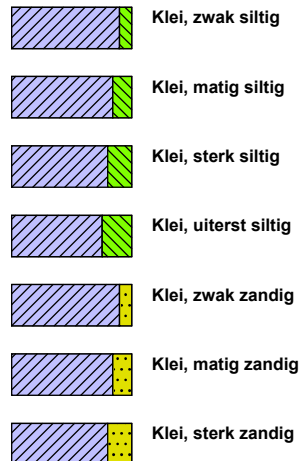 Klei, zwak siltig
Klei, matig siltig
Klei, sterk siltig
Klei, uiterst siltig
Klei, zwak zandig
Klei, matig zandig
Klei, sterk zandig